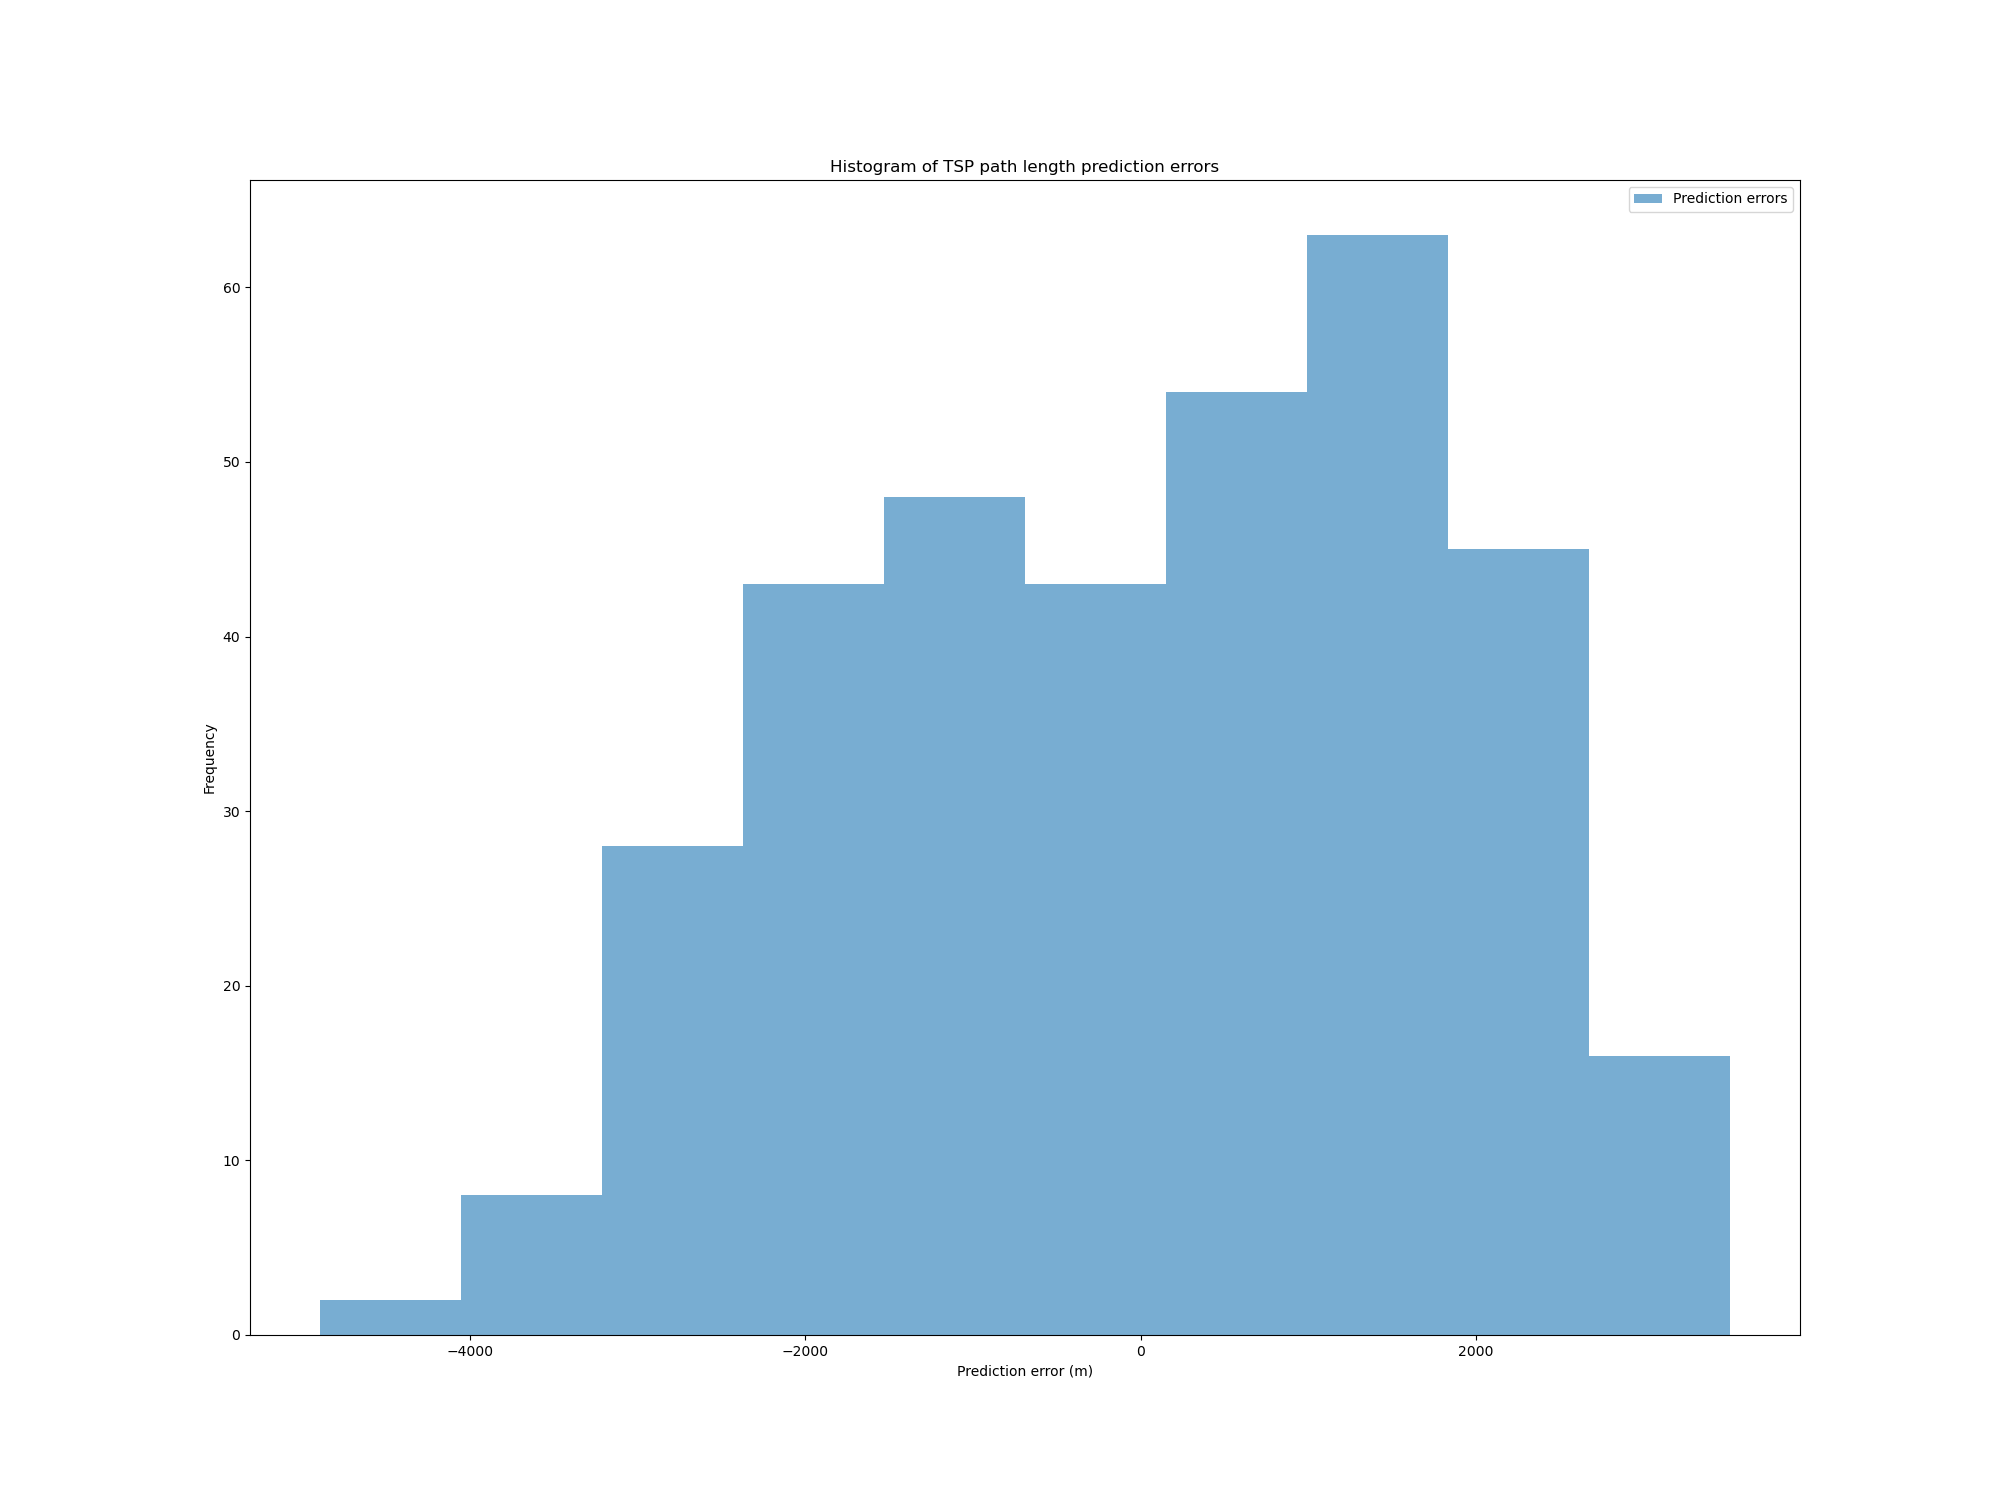 Histogram of TSP path length prediction errors
Prediction errors
60
50
40
30
20
10
0
Frequency
−4000
−2000
0
2000
Prediction error (m)